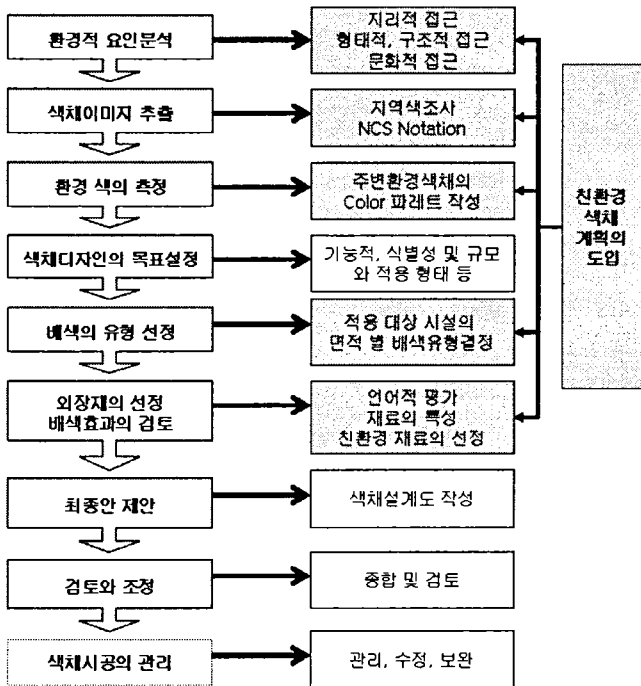 환경적 요인분석
지리적 접근
형태적, 구조적 접근
문화적 접근
색채이미지 추출
지역색조사
NCS Notation
환경 색의 측정
주변환경색채의
Color 파레트 작성
친환경
색채
계획의
도입
색채디자인의 목표설정
기능적, 식별성 및 규모
와 적용 형태 등
배색의 유형 선정
적용 대상 시설의
면적 별 배색유형결정
외장재의 선정
배색효과의 검토
언어적 평가
재료의 특성
친환경 재료의 선정
최종안 제안
색채설계도 작성
검토와 조정
종합 및 검토
색채시공의 관리
관리, 수정, 보완